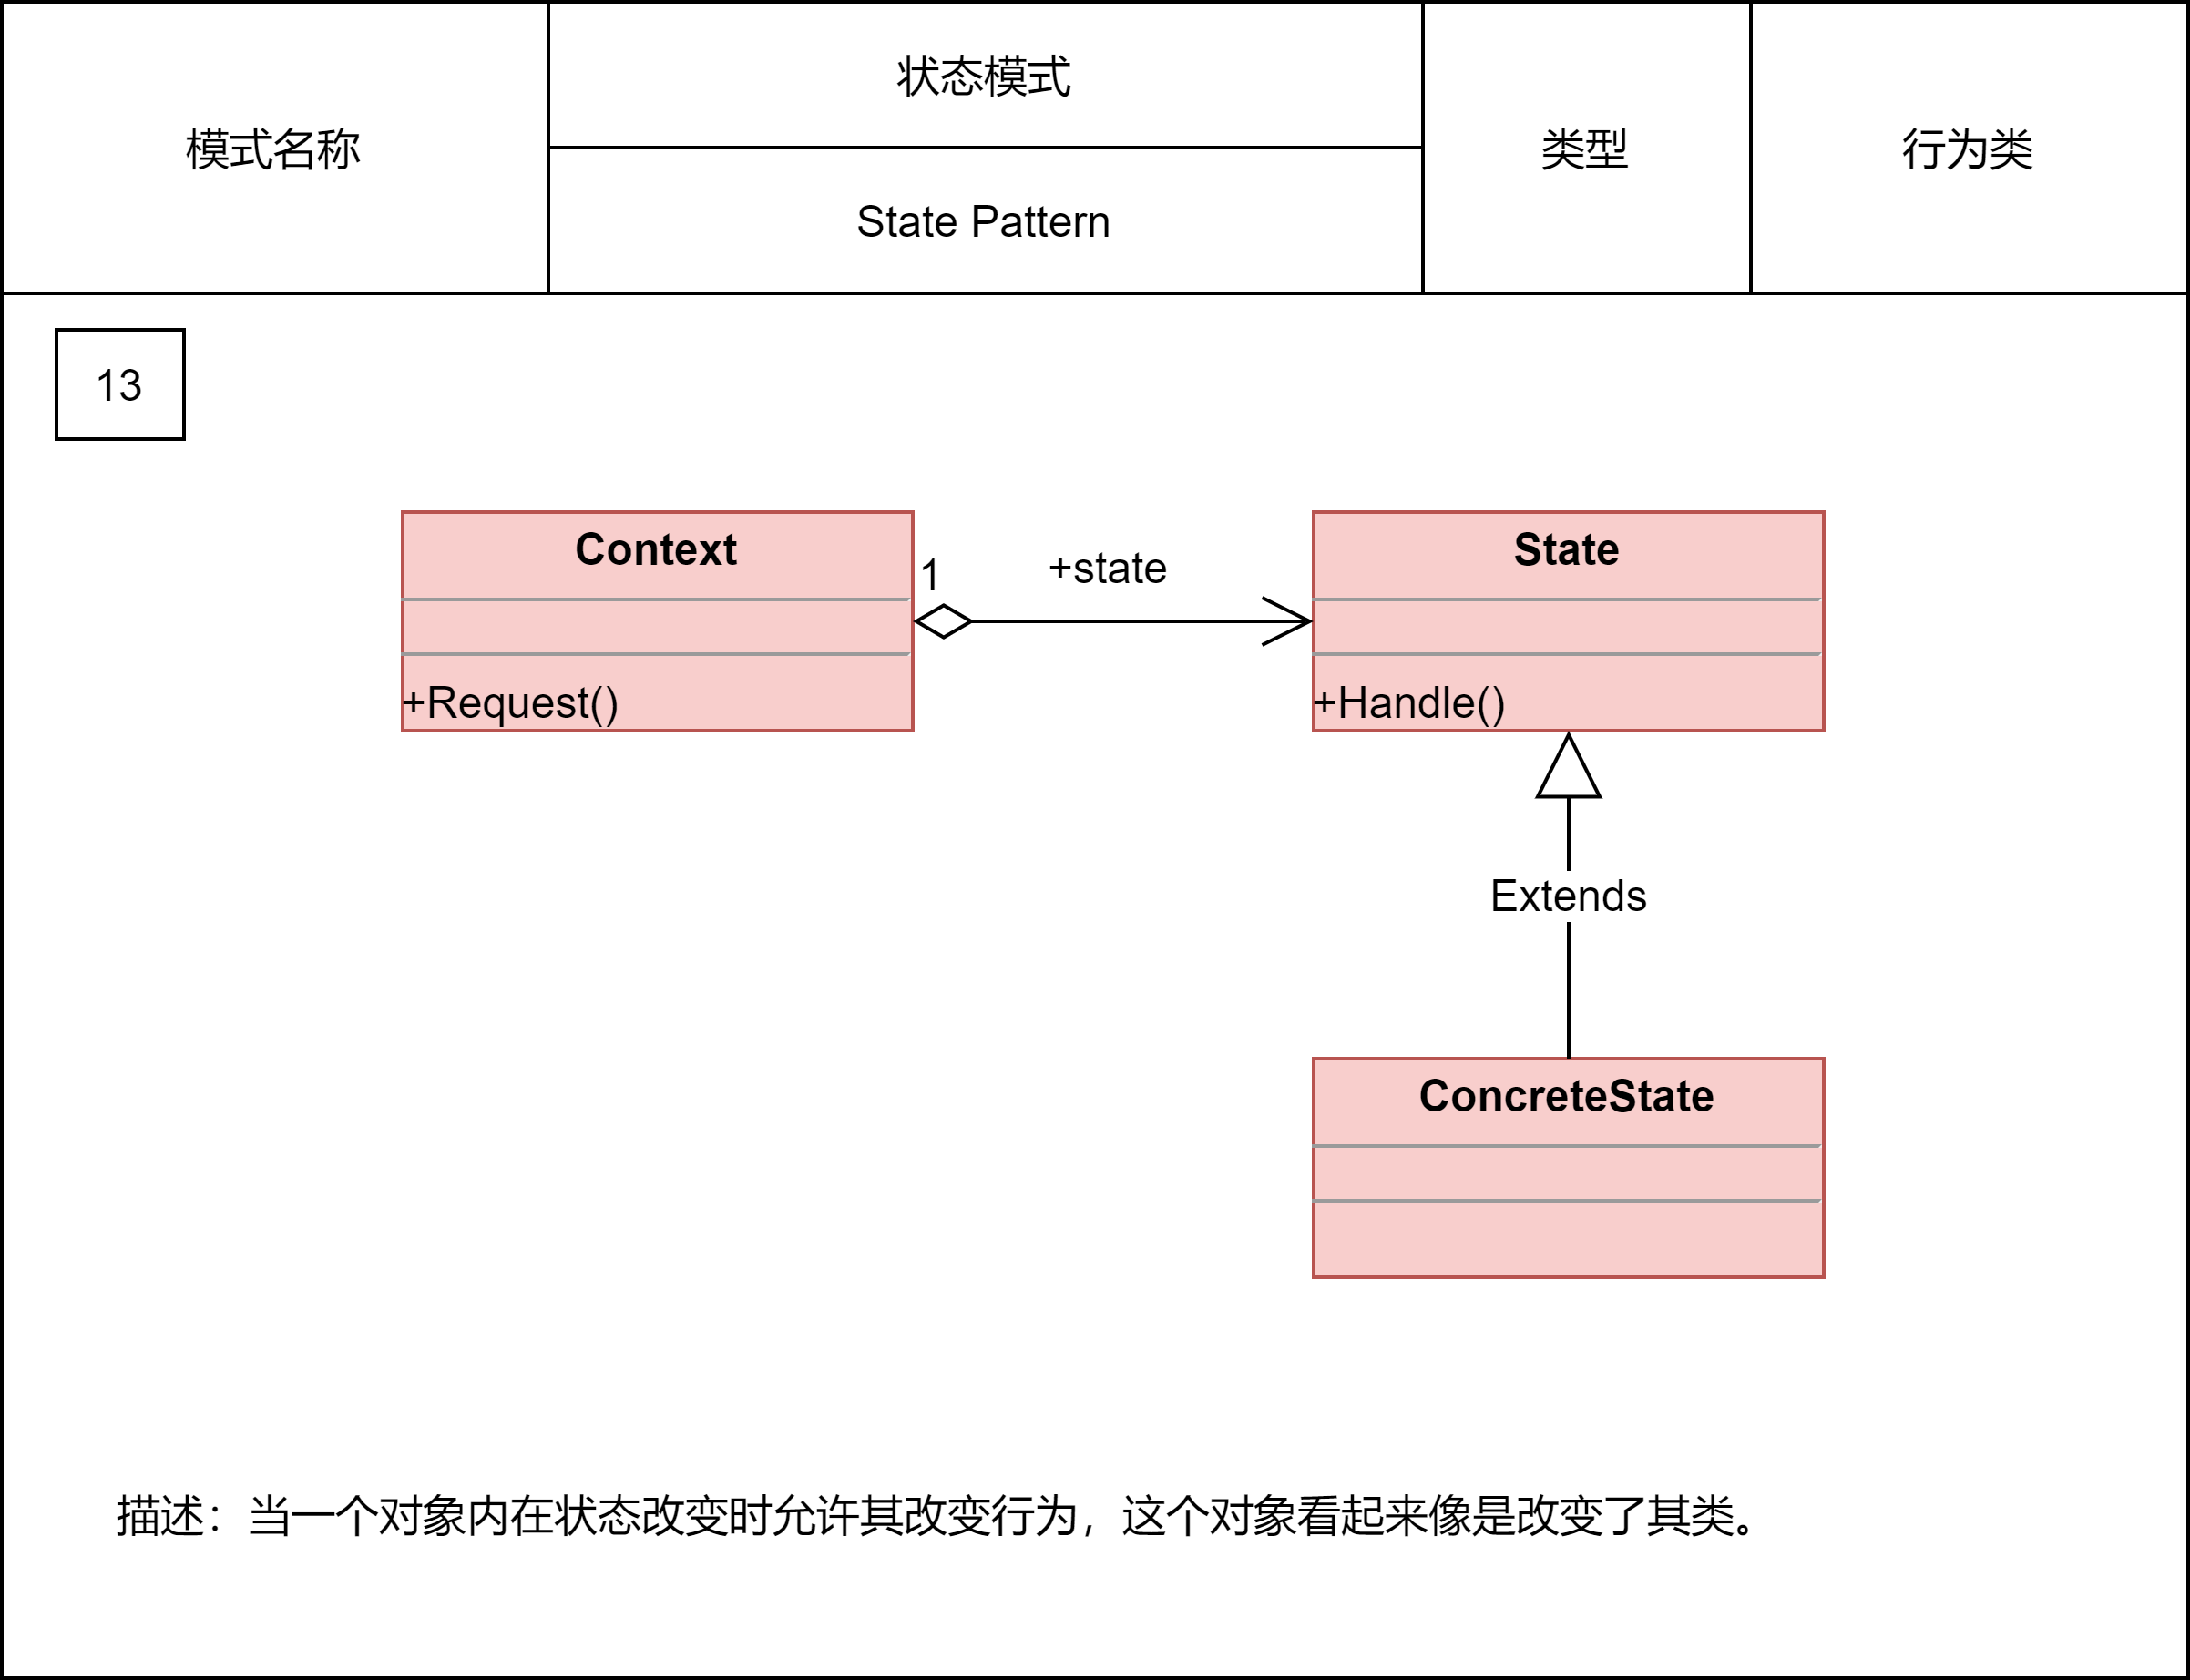 模式名称
状态模式
State Pattern
类型
行为类
13
Context
+Request()
1
+state
State
+Handle()
Extends
ConcreteState
描述：当一个对象内在状态改变时允许其改变行为，这个对象看起来像是改变了其类。